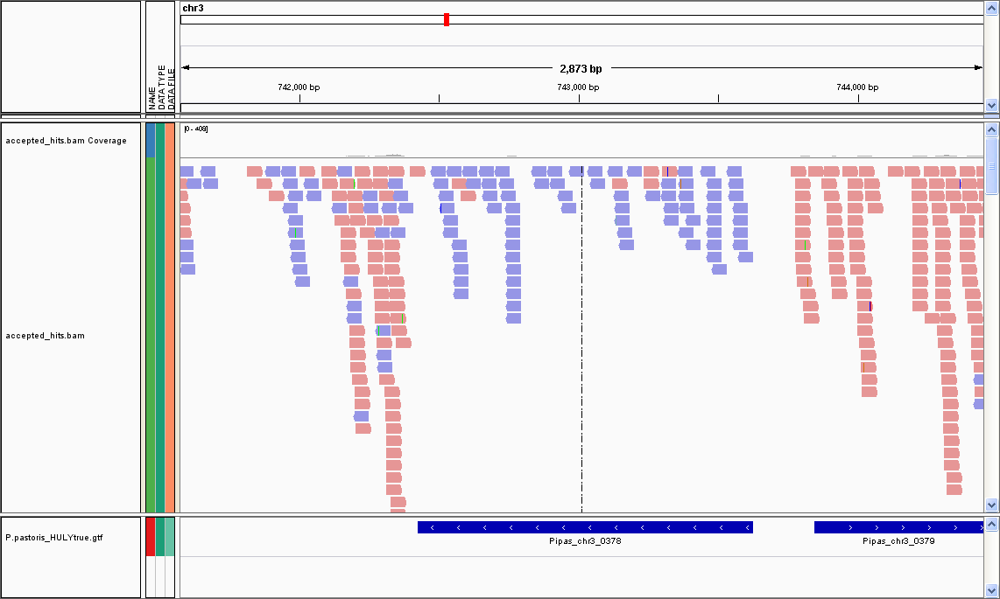 chr3
2,873 bp
742,000 bp 743,000 bp 744,000 bp
NAME
DATA TYPE
DATA FILE
[0 - 408]
accepted_hits.bam Coverage
accepted_hits.bam
P.pastoris_HULYtrue.gtf
Pipas_chr3_0378 Pipas_chr3_0379